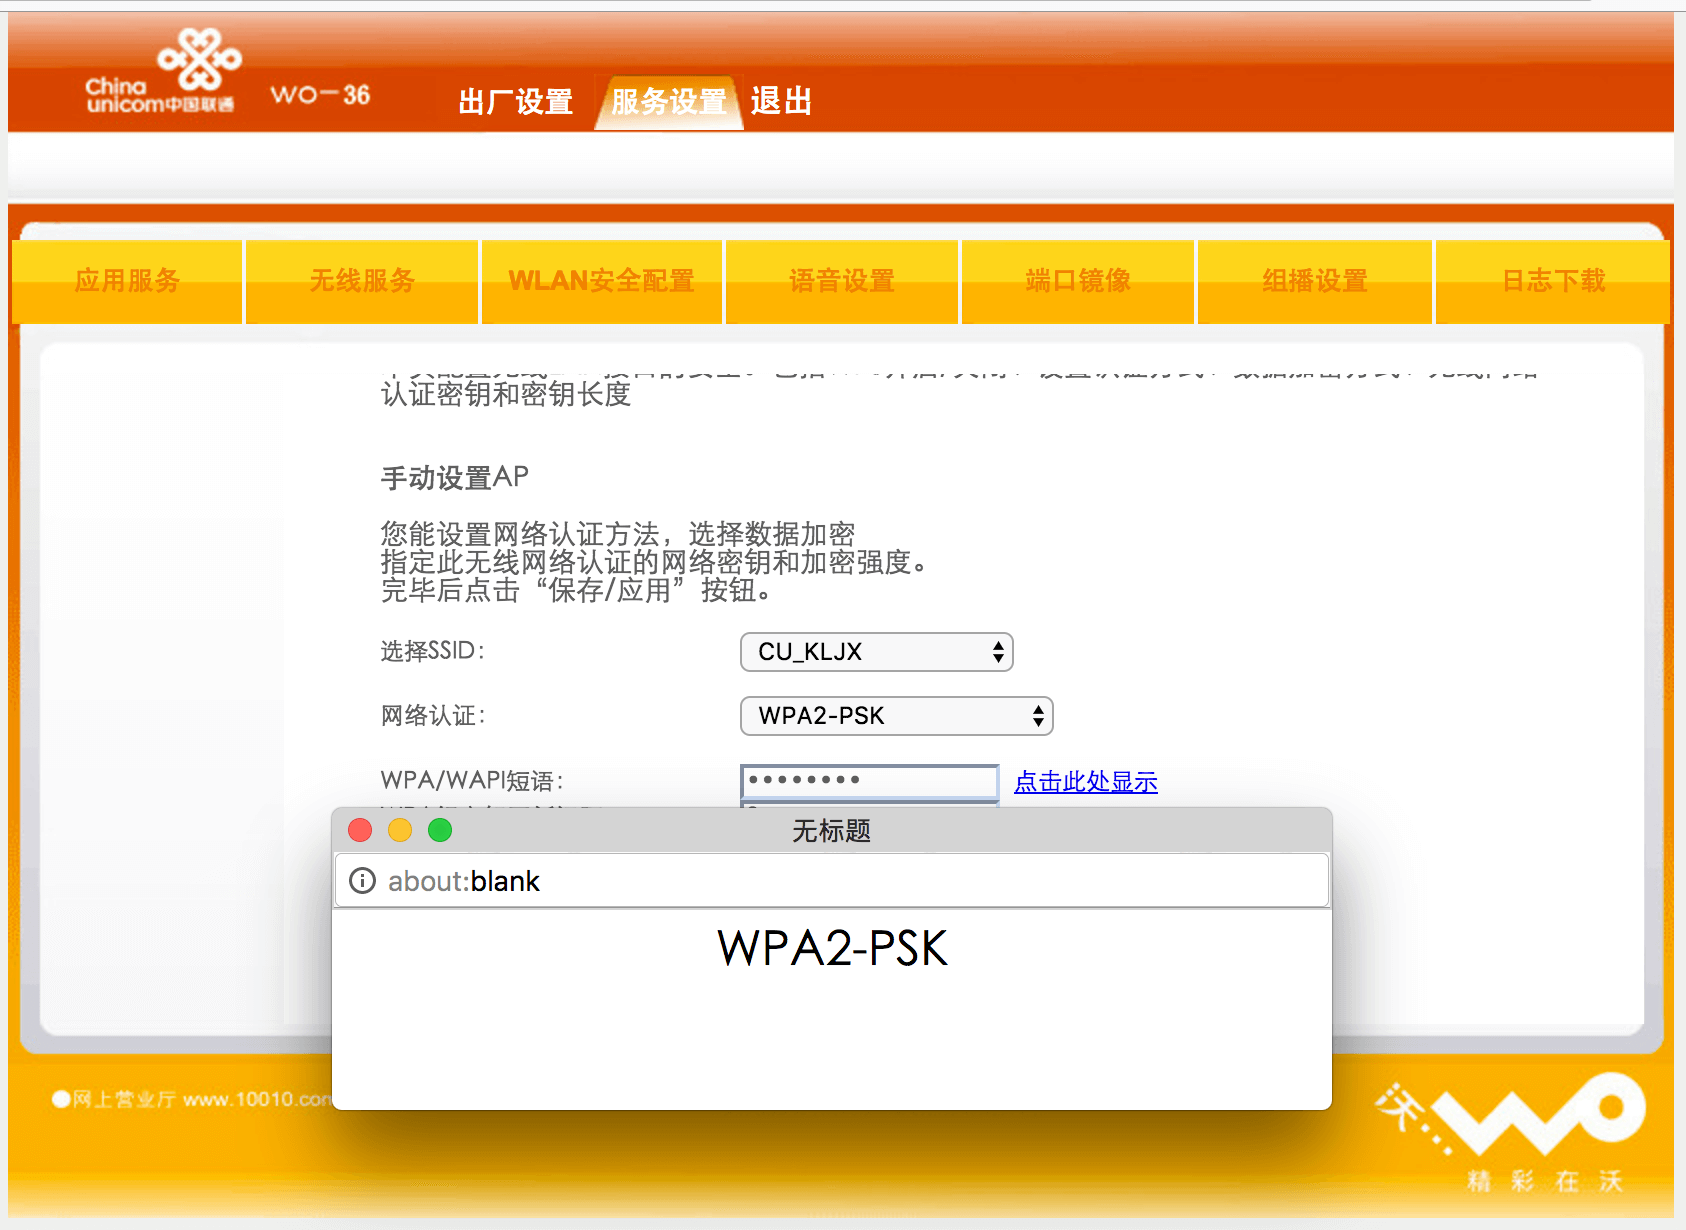 China
unicom中国联通
WO-36
出厂设置
服务设置
退出
应用服务
无线服务
WLAN安全配置
语音设置
端口镜像
组播设置
日志下载
认证密钥和密钥长度
手动设置AP
您能设置网络认证方法，选择数据加密
指定此无线网络认证的网络密钥和加密强度。
完毕后点击“保存/应用”按钮。
选择SSID:
CU_KLJX
网络认证:
WPA2-PSK
WPA/WAPI短语:
••••••••
点击此处显示
无标题
about:blank
WPA2-PSK
●网上营业厅 www.10010.com
沃...
WO
精彩在沃